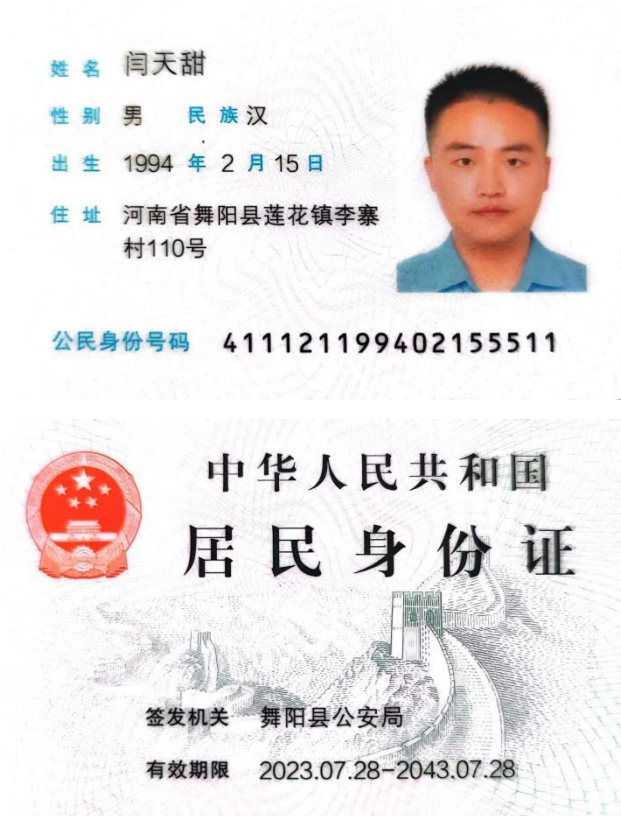 姓名 闫天甜
性别 男 民族 汉
出生 1994 年 2 月 15 日
住址 河南省舞阳县莲花镇李寨
村110号
公民身份号码 411121199402155511
中华人民共和国
居民身份证
签发机关 舞阳县公安局
有效期限 2023.07.28-2043.07.28